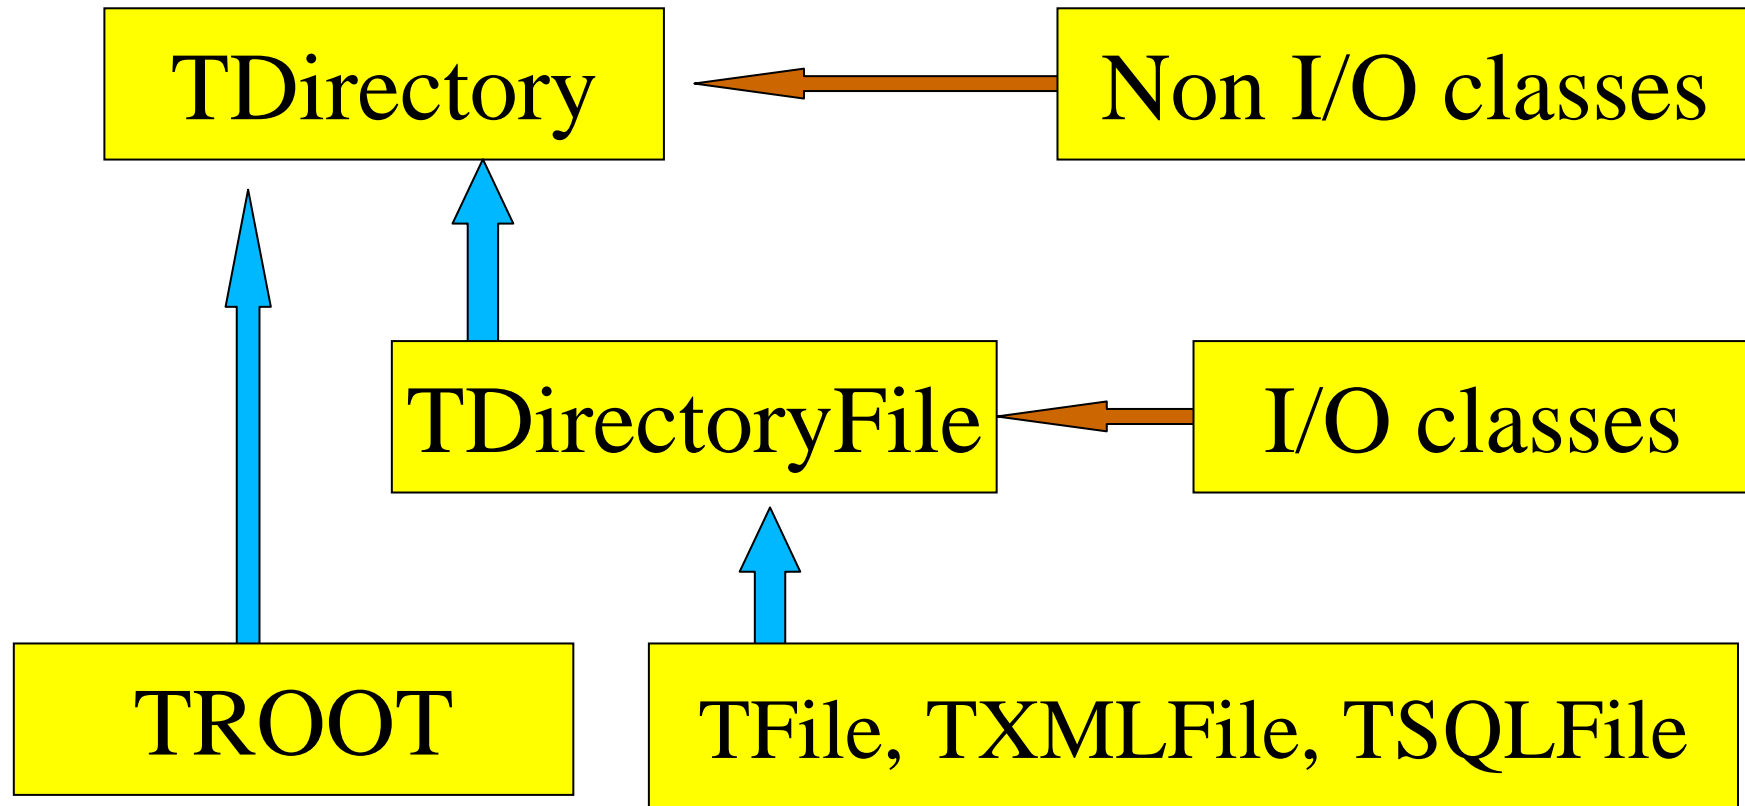 TDirectory
Non I/O classes
TDirectoryFile
I/O classes
TROOT
TFile, TXMLFile, TSQLFile